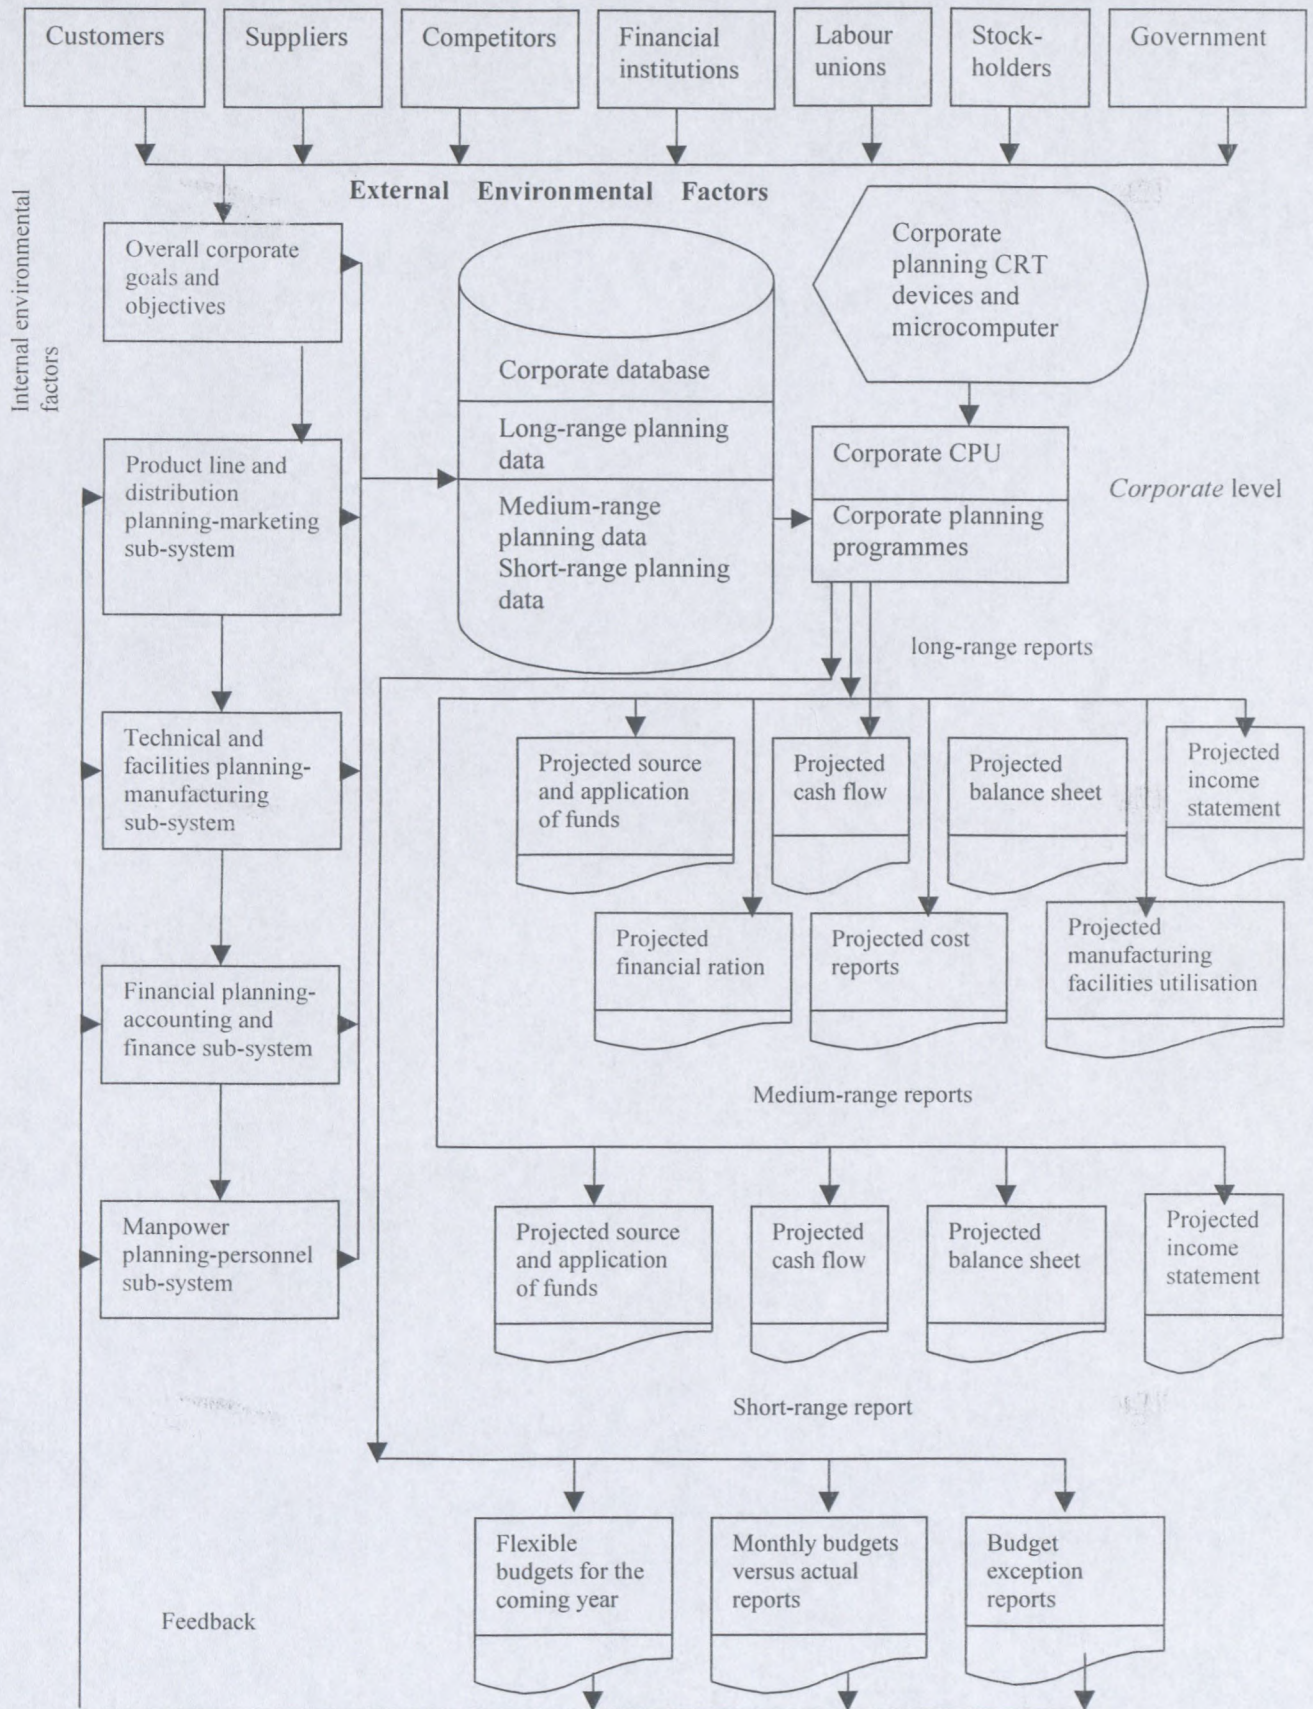 Customers
Suppliers
Competitors
Financial
institutions
Labour
unions
Stock-
holders
Government
External Environmental Factors
Internal environmental
factors
Overall corporate
goals and
objectives
Corporate database
Long-range planning
data
Medium-range
planning data
Short-range planning
data
Corporate
planning CRT
devices and
microcomputer
Corporate CPU
Corporate planning
programmes
Corporate level
Product line and
distribution
planning-marketing
sub-system
Technical and
facilities planning-
manufacturing
sub-system
Financial planning-
accounting and
finance sub-system
Manpower
planning-personnel
sub-system
long-range reports
Projected source
and application
of funds
Projected
cash flow
Projected
balance sheet
Projected
income
statement
Projected
financial ration
Projected cost
reports
Projected
manufacturing
facilities utilisation
Medium-range reports
Projected source
and application
of funds
Projected
cash flow
Projected
balance sheet
Projected
income
statement
Short-range report
Flexible
budgets for the
coming year
Monthly budgets
versus actual
reports
Budget
exception
reports
Feedback